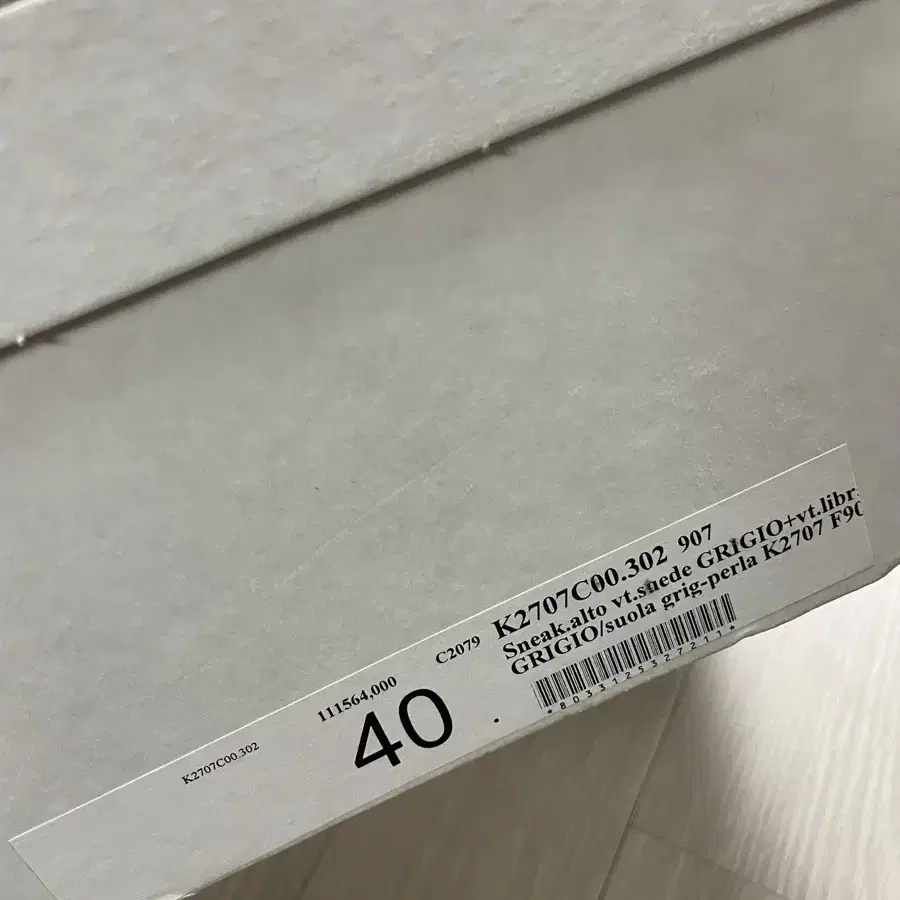 K2707C00.302
111564,000
40
C2079
.
K2707C00.302 907
Sneak.alto vt.suede GRIGIO+vt.libr
GRIGIO/suola grig-perla K2707 F90
*8033125327211*